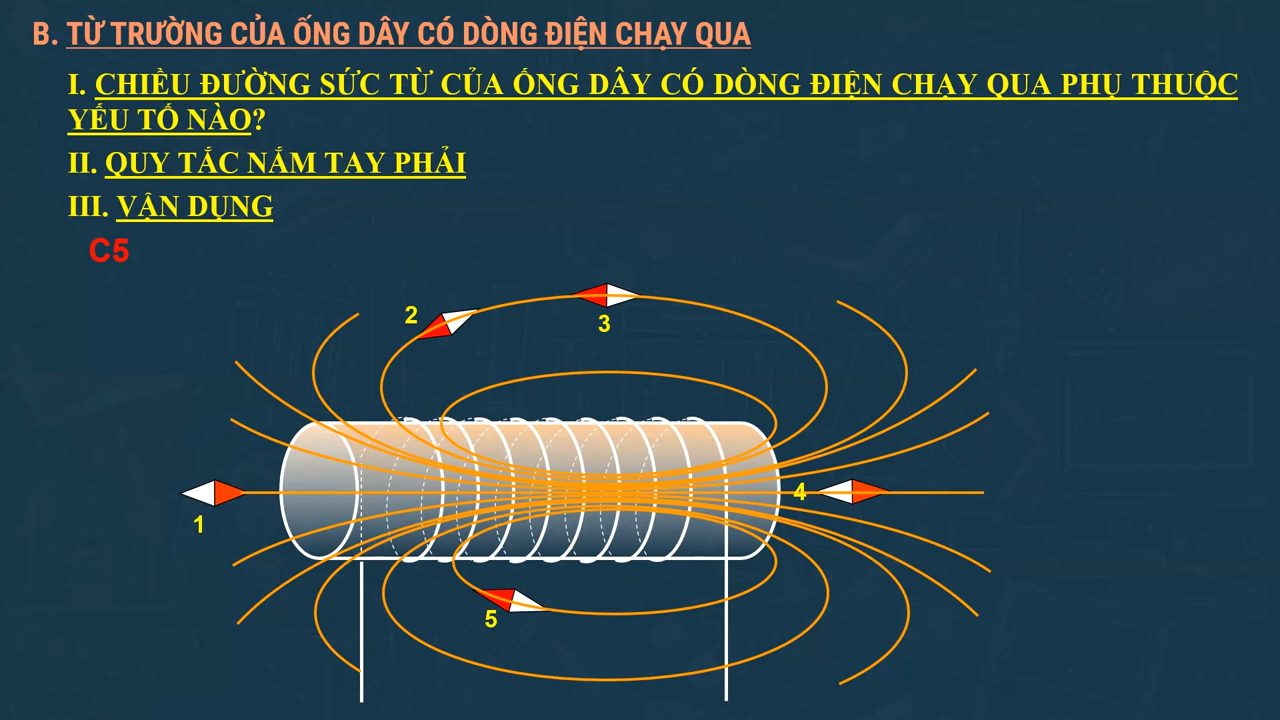 B. TỪ TRƯỜNG CỦA ỐNG DÂY CÓ DÒNG ĐIỆN CHẠY QUA
I. CHIỀU ĐƯỜNG SỨC TỪ CỦA ỐNG DÂY CÓ DÒNG ĐIỆN CHẠY QUA PHỤ THUỘC
YẾU TỐ NÀO?
II. QUY TẮC NẮM TAY PHẢI
III. VẬN DỤNG
C5
2
3
4
1
5